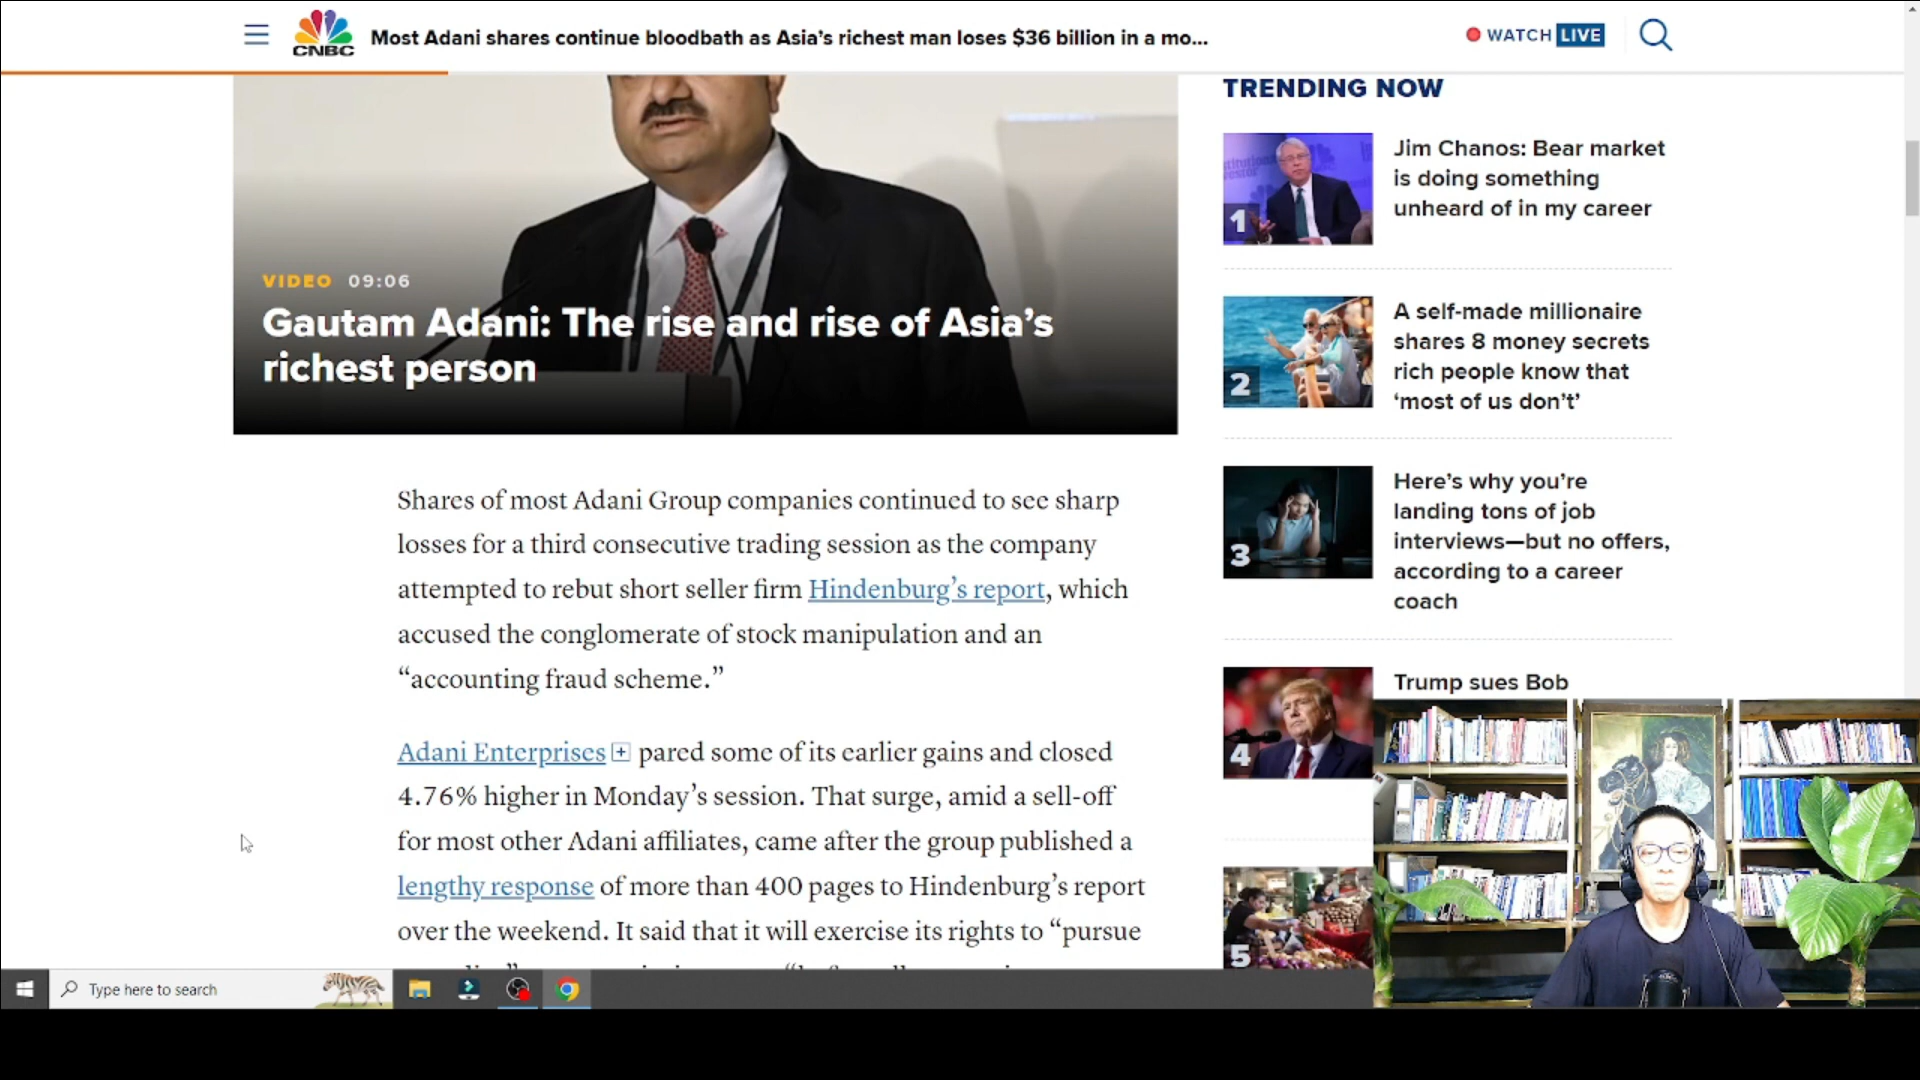 CNBC
Most Adani shares continue bloodbath as Asia's richest man loses $36 billion in a mo...
WATCH LIVE
VIDEO 09:06
Gautam Adani: The rise and rise of Asia's
richest person
Shares of most Adani Group companies continued to see sharp
losses for a third consecutive trading session as the company
attempted to rebut short seller firm Hindenburg's report, which
accused the conglomerate of stock manipulation and an
“accounting fraud scheme.”
Adani Enterprises + pared some of its earlier gains and closed
4.76% higher in Monday's session. That surge, amid a sell-off
for most other Adani affiliates, came after the group published a
lengthy response of more than 400 pages to Hindenburg's report
over the weekend. It said that it will exercise its rights to “pursue
TRENDING NOW
1
Jim Chanos: Bear market
is doing something
unheard of in my career
2
A self-made millionaire
shares 8 money secrets
rich people know that
‘most of us don’t’
3
Here’s why you’re
landing tons of job
interviews—but no offers,
according to a career
coach
4
Trump sues Bob
5
Type here to search